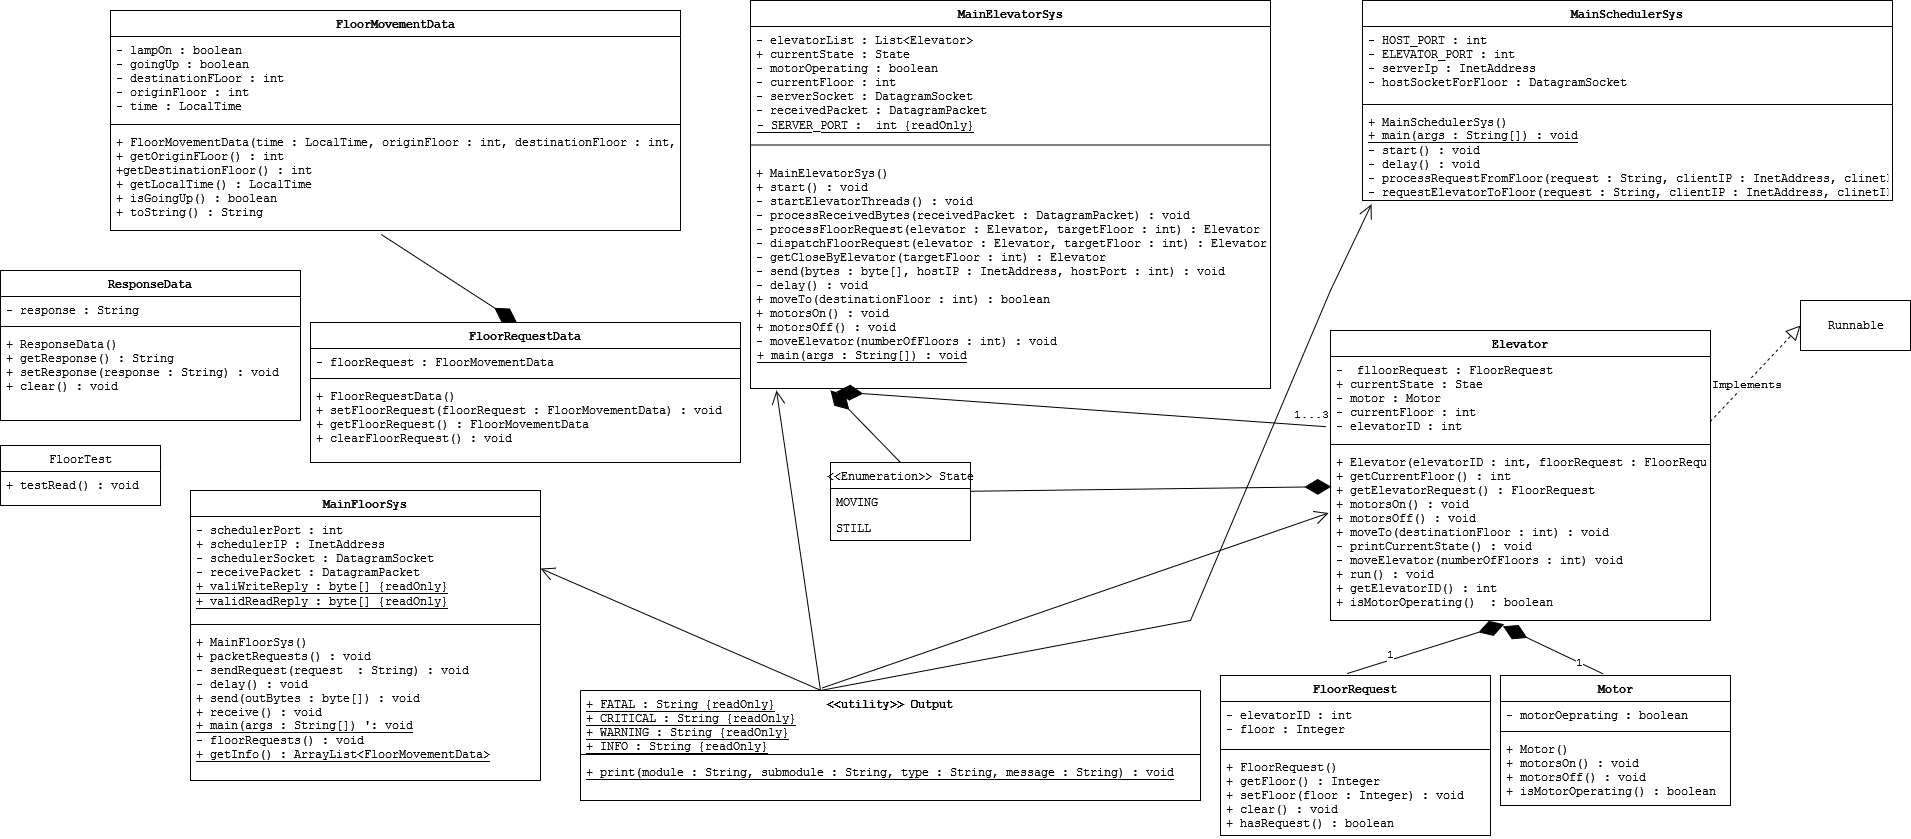 FloorMovementData
- lampOn : boolean
- goingUp : boolean
- destinationFLoor : int
- originFloor : int
- time : LocalTime
+ FloorMovementData(time : LocalTime, originFloor : int, destinationFloor : int,
+ getOriginFLoor() : int
+getDestinationFloor() : int
+ getLocalTime() : LocalTime
+ isGoingUp() : boolean
+ toString() : String
MainElevatorSys
- elevatorList : List<Elevator>
+ currentState : State
- motorOperating : boolean
- currentFloor : int
- serverSocket : DatagramSocket
- receivedPacket : DatagramPacket
- SERVER_PORT :  int {readOnly}
+ MainElevatorSys()
+ start() : void
- startElevatorThreads() : void
- processReceivedBytes(receivedPacket : DatagramPacket) : void
- processFloorRequest(elevator : Elevator, targetFloor : int) : Elevator
- dispatchFloorRequest(elevator : Elevator, targetFloor : int) : Elevator
- getCloseByElevator(targetFloor : int) : Elevator
- send(bytes : byte[], hostIP : InetAddress, hostPort : int) : void
- delay() : void
+ moveTo(destinationFloor : int) : boolean
+ motorsOn() : void
+ motorsOff() : void
- moveElevator(numberOfFloors : int) : void
+ main(args : String[]) : void
MainSchedulerSys
- HOST_PORT : int
- ELEVATOR_PORT : int
- serverIp : InetAddress
- hostSocketForFloor : DatagramSocket
+ MainSchedulerSys()
+ main(args : String[]) : void
- start() : void
- delay() : void
- processRequestFromFloor(request : String, clientIP : InetAddress, clinetI
- requestElevatorToFloor(request : String, clientIP : InetAddress, clinetI
ResponseData
- response : String
+ ResponseData()
+ getResponse() : String
+ setResponse(response : String) : void
+ clear() : void
FloorRequestData
- floorRequest : FloorMovementData
+ FloorRequestData()
+ setFloorRequest(floorRequest : FloorMovementData) : void
+ getFloorRequest() : FloorMovementData
+ clearFloorRequest() : void
Runnable
Implements
Elevator
-  flloorRequest : FloorRequest
+ currentState : Stae
- motor : Motor
- currentFloor : int
- elevatorID : int
+ Elevator(elevatorID : int, floorRequest : FloorRequ
+ getCurrentFloor() : int
+ getElevatorRequest() : FloorRequest
+ motorsOn() : void
+ motorsOff() : void
+ moveTo(destinationFloor : int) : void
- printCurrentState() : void
- moveElevator(numberOfFloors : int) void
+ run() : void
+ getElevatorID() : int
+ isMotorOperating()  : boolean
1...3
FloorTest
+ testRead() : void
<<Enumeration>> State
MOVING
STILL
MainFloorSys
- schedulerPort : int
+ schedulerIP : InetAddress
- schedulerSocket : DatagramSocket
- receivePacket : DatagramPacket
+ valiWriteReply : byte[] {readOnly}
+ validReadReply : byte[] {readOnly}
+ MainFloorSys()
+ packetRequests() : void
- sendRequest(request  : String) : void
- delay() : void
+ send(outBytes : byte[]) : void
+ receive() : void
+ main(args : String[]) ': void
- floorRequests() : void
+ getInfo() : ArrayList<FloorMovementData>
<<utility>> Output
+ FATAL : String {readOnly}
+ CRITICAL : String {readOnly}
+ WARNING : String {readOnly}
+ INFO : String {readOnly}
+ print(module : String, submodule : String, type : String, message : String) : void
1
1
FloorRequest
- elevatorID : int
- floor : Integer
+ FloorRequest()
+ getFloor() : Integer
+ setFloor(floor : Integer) : void
+ clear() : void
+ hasRequest() : boolean
Motor
- motorOeprating : boolean
+ Motor()
+ motorsOn() : void
+ motorsOff() : void
+ isMotorOperating() : boolean